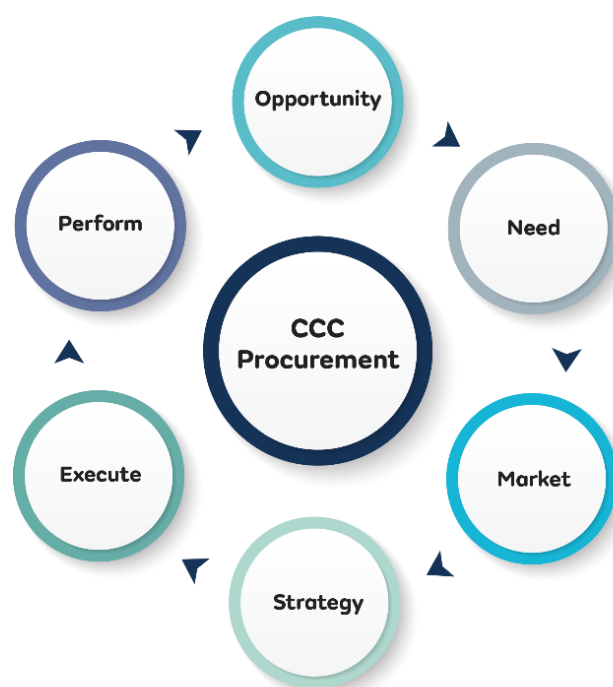 Opportunity
Need
Market
Strategy
Execute
Perform
CCC
Procurement